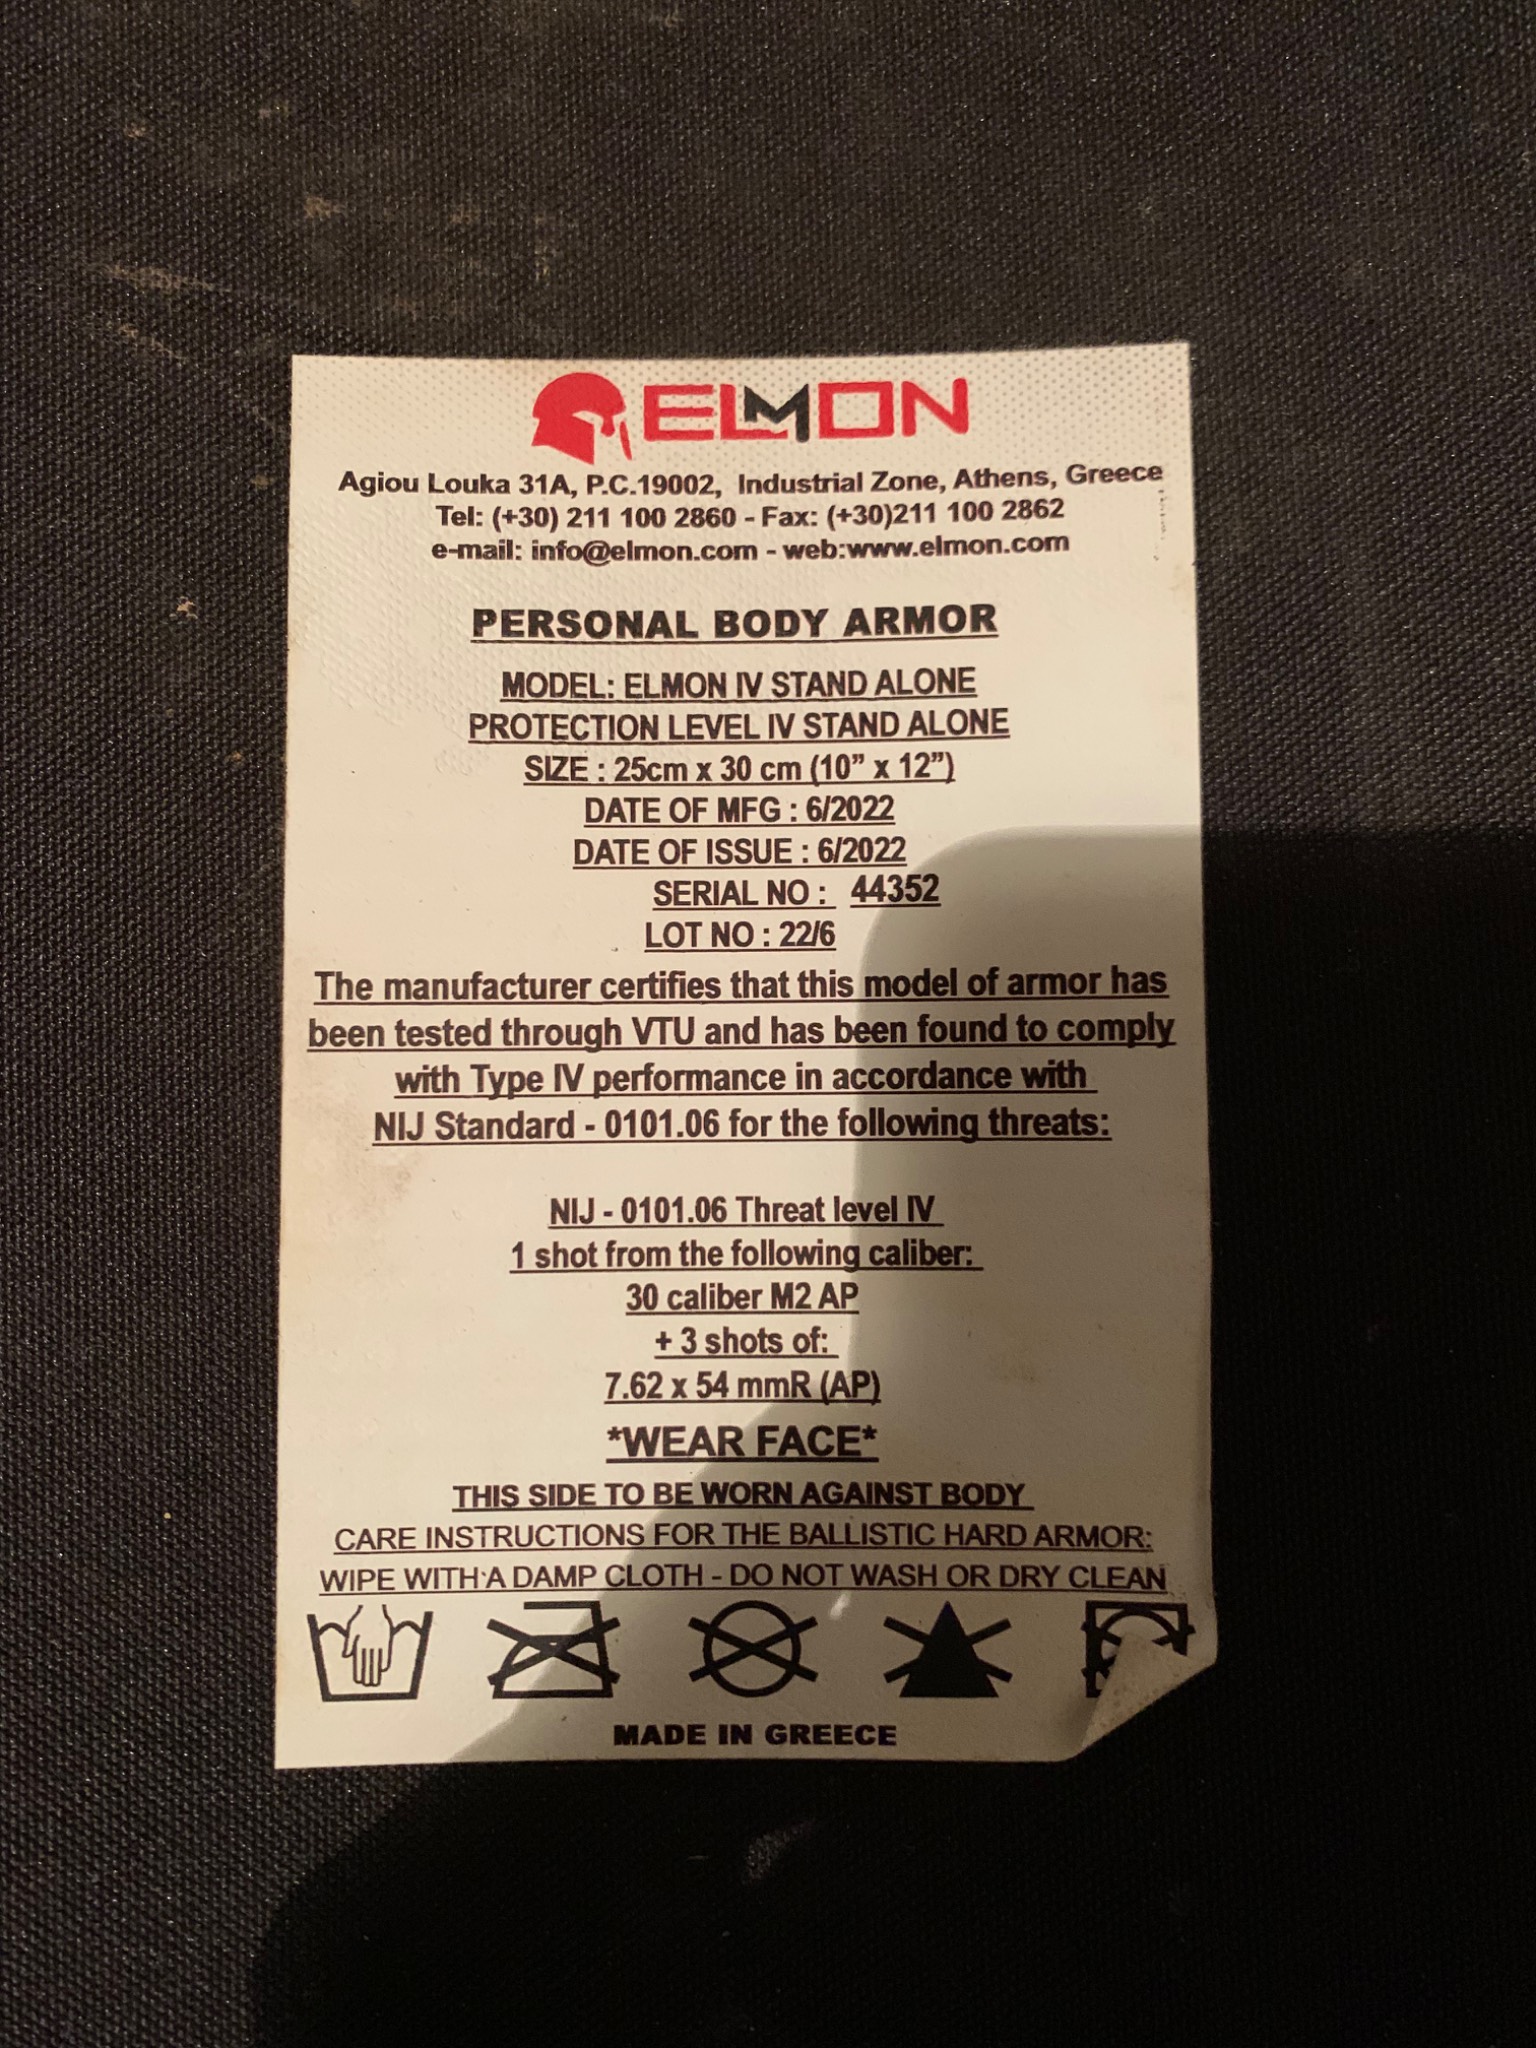 ELMON
Agiou Louka 31A, P.C.19002, Industrial Zone, Athens, Greece
Tel: (+30) 211 100 2860 - Fax: (+30)211 100 2862
e-mail: info@elmon.com - web:www.elmon.com
PERSONAL BODY ARMOR
MODEL: ELMON IV STAND ALONE
PROTECTION LEVEL IV STAND ALONE
SIZE : 25cm x 30 cm (10” x 12”)
DATE OF MFG : 6/2022
DATE OF ISSUE : 6/2022
SERIAL NO : 44352
LOT NO : 22/6
The manufacturer certifies that this model of armor has
been tested through VTU and has been found to comply
with Type IV performance in accordance with
NIJ Standard - 0101.06 for the following threats:
NIJ - 0101.06 Threat level IV
1 shot from the following caliber:
30 caliber M2 AP
+ 3 shots of:
7.62 x 54 mmR (AP)
*WEAR FACE*
THIS SIDE TO BE WORN AGAINST BODY
CARE INSTRUCTIONS FOR THE BALLISTIC HARD ARMOR:
WIPE WITH A DAMP CLOTH - DO NOT WASH OR DRY CLEAN
MADE IN GREECE